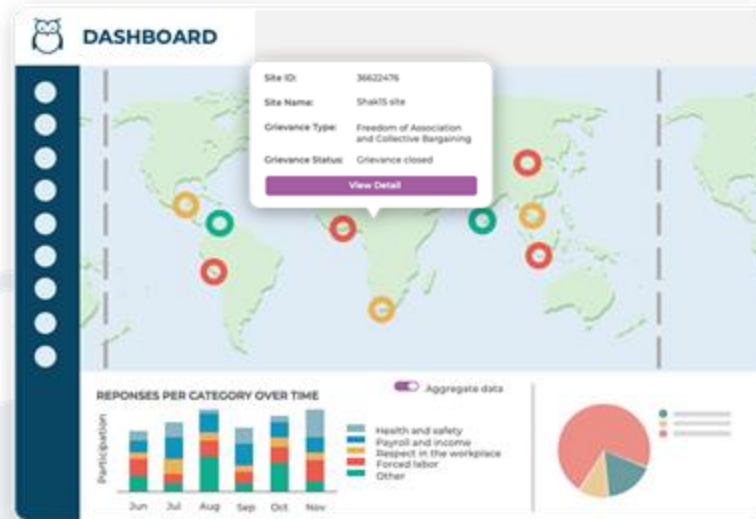 DASHBOARD
Site ID: 36622476
Site Name: Shak15 site
Grievance Type: Freedom of Association
and Collective Bargaining
Grievance Status: Grievance closed
View Detail
REPONSES PER CATEGORY OVER TIME
Aggregate data
Participation
Health and safety
Payroll and income
Respect in the workplace
Forced labor
Other
Jun Jul Aug Sep Oct Nov